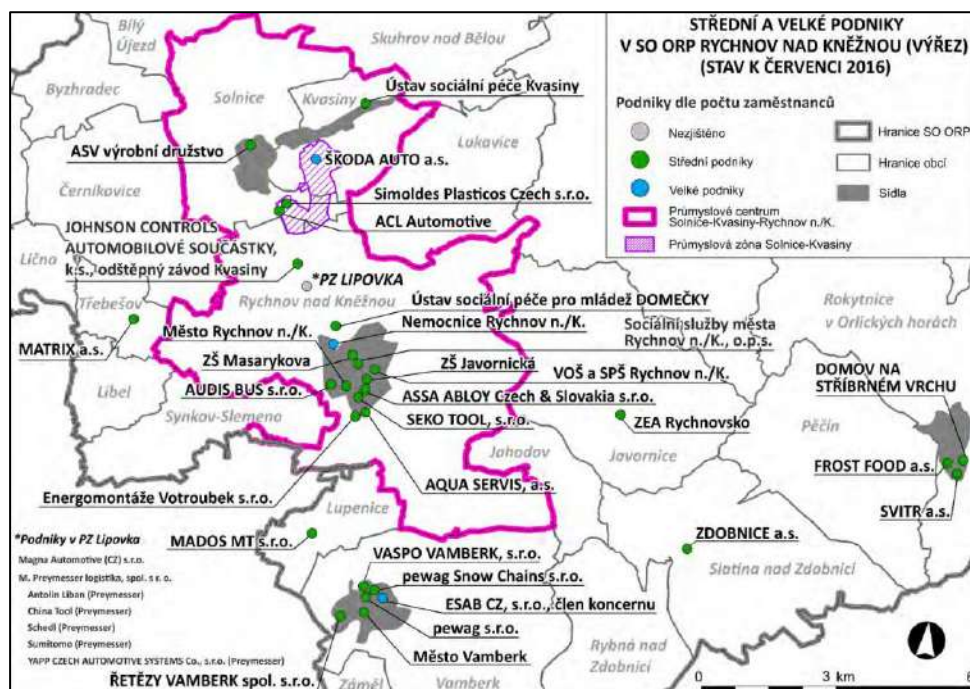 STŘEDNÍ A VELKÉ PODNIKY
V SO ORP RYCHNOV NAD KNĚŽNOU (VÝŘEZ)
(STAV K ČERVENCI 2016)
Podniky dle počtu zaměstnanců
Nezjištěno
Střední podniky
Velké podniky
Průmyslové centrum
Solnice-Kvasiny-Rychnov n./K.
Průmyslová zóna Solnice-Kvasiny
Hranice SO ORP
Hranice obcí
Sídla
Bílý
Újezd
Skuhrov nad Bělou
Byzhradec
Solnice
Kvasiny
Ústav sociální péče Kvasiny
Lukavice
ASV výrobní družstvo
ŠKODA AUTO a.s.
Černíkovice
Simoldes Plasticos Czech s.r.o.
ACL Automotive
JOHNSON CONTROLS
AUTOMOBILOVÉ SOUČÁSTKY,
k.s., odštěpný závod Kvasiny
Lična
*PZ LIPOVKA
Rychnov nad Kněžnou
Třebešov
Rokytnice
v Orlických horách
Ústav sociální péče pro mládež DOMEČKY
Město Rychnov n./K.
Nemocnice Rychnov n./K.
Sociální služby města
Rychnov n./K., o.p.s.
MATRIX a.s.
ZŠ Masarykova
ZŠ Javornická
VOŠ a SPŠ Rychnov n./K.
DOMOV NA
STŘÍBRNÉM VRCHU
Libel
AUDIS BUS s.r.o.
ASSA ABLOY Czech & Slovakia s.r.o.
Synkov-Slemeno
SEKO TOOL, s.r.o.
ZEA Rychnovsko
Pěčín
Jahodov
Javornice
FROST FOOD a.s.
Energomontáže Votroubek s.r.o.
AQUA SERVIS, a.s.
SVITR a.s.
Lupenice
*Podniky v PZ Lipovka
MADOS MT s.r.o.
ZDOBNICE a.s.
Magna Automotive (CZ) s.r.o.
VASPO VAMBERK, s.r.o.
M. Preymesser logistika, spol. s r. o.
pewag Snow Chains s.r.o.
Slatina nad Zdobnicí
Antolin Liban (Preymesser)
China Tool (Preymesser)
ESAB CZ, s.r.o., člen koncernu
Schedl (Preymesser)
pewag s.r.o.
Sumitomo (Preymesser)
Rybná nad
Zdobnicí
YAPP CZECH AUTOMOTIVE SYSTEMS Co., s.r.o. (Preymesser)
Město Vamberk
ŘETĚZY VAMBERK spol. s.r.o.
Záměl
Vamberk
0
3 km